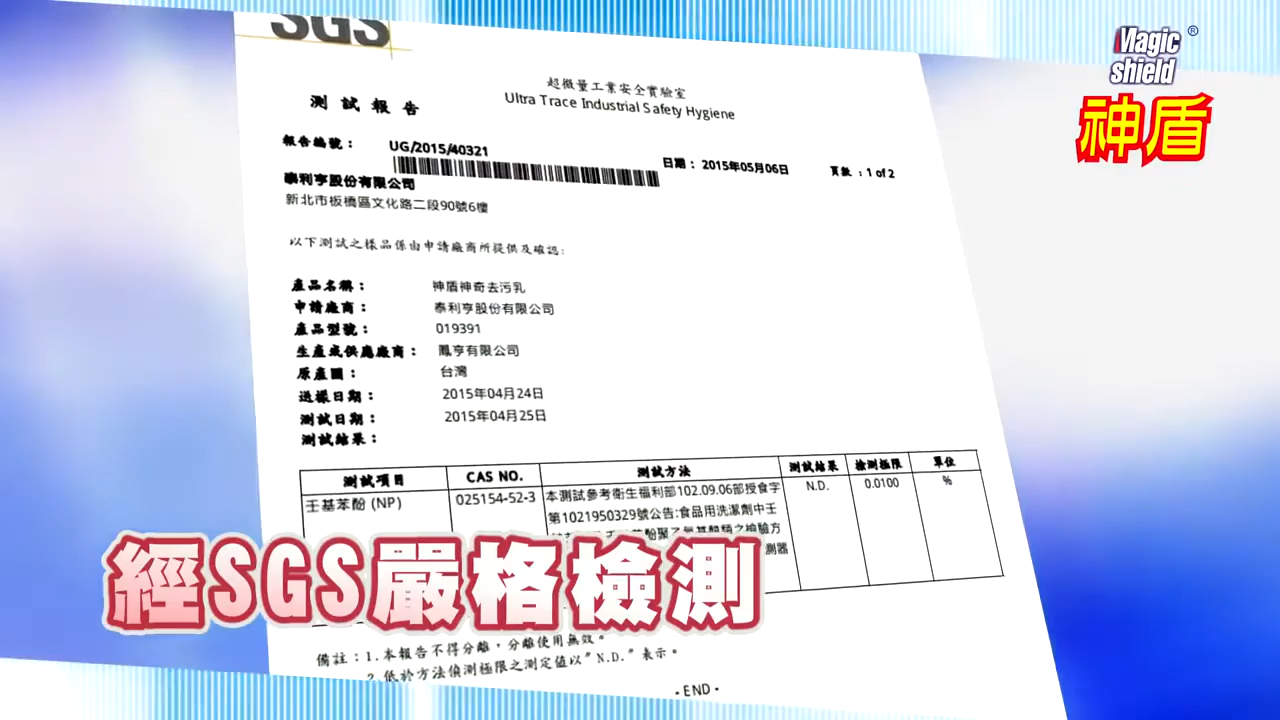 SGS
Magic®
shield
神盾
超微量工業安全實驗室
Ultra Trace Industrial Safety Hygiene
測試報告
報告編號： UG/2015/40321 日期： 2015年05月06日 頁數 : 1 of 2
泰利亨股份有限公司
新北市板橋區文化路二段90號6樓
以下測試之樣品係由申請廠商所提供及確認:
產品名稱： 神盾神奇去污乳
申請廠商： 泰利亨股份有限公司
產品型號： 019391
生產或供應廠商： 鳳亨有限公司
原產國： 台灣
送樣日期： 2015年04月24日
測試日期： 2015年04月25日
測試結果：
測試項目 CAS NO. 測試方法 測試結果 偵測極限 單位
壬基苯酚 (NP) 025154-52-3 本測試參考衛生福利部102.09.06部授食字 N.D. 0.0100 %
第1021950329號公告:食品用洗潔劑中壬
測器
經SGS嚴格檢測
備註：1.本報告不得分離，分離使用無效。
2.低於方法偵測極限之測定值以"N.D."表示。
- END -